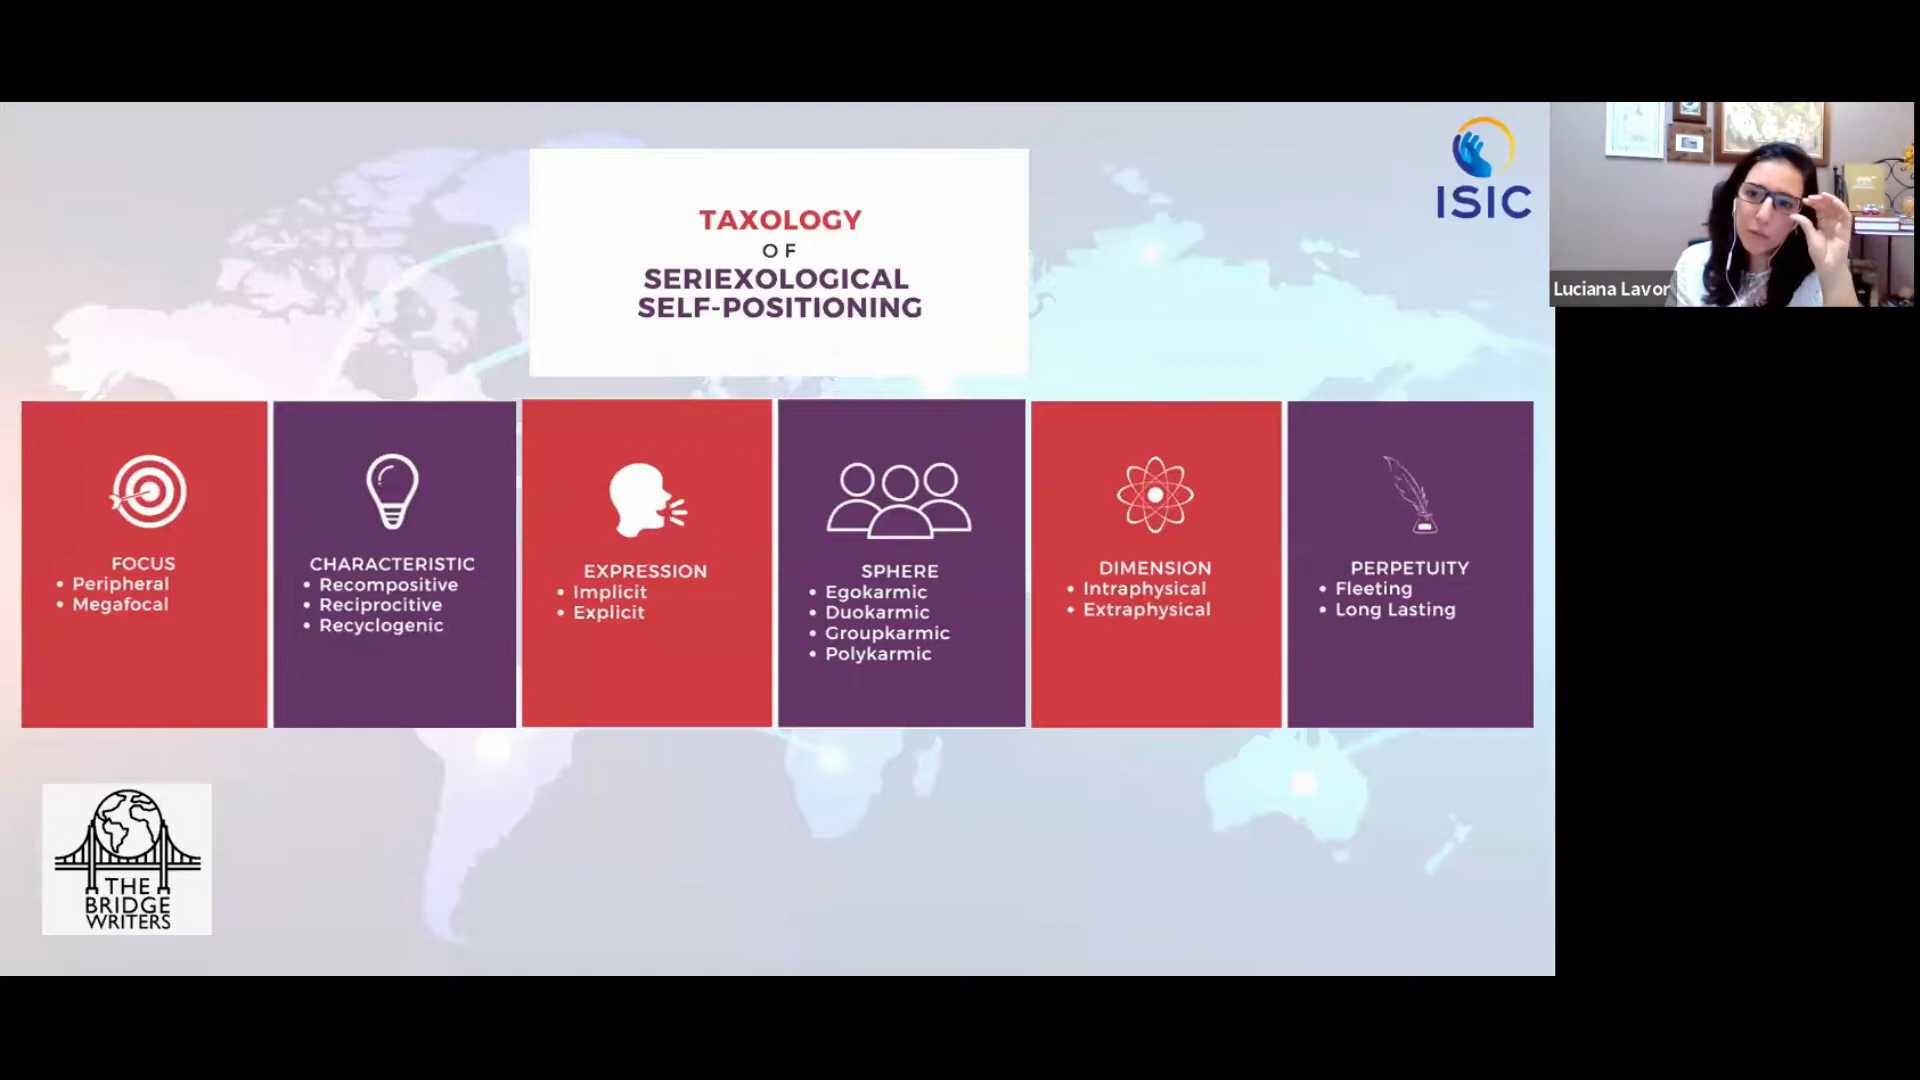 TAXOLOGY
OF
SERIEXOLOGICAL
SELF-POSITIONING
ISIC
Luciana Lavor
FOCUS
• Peripheral
• Megafocal
CHARACTERISTIC
• Recompositive
• Reciprocitive
• Recyclogenic
EXPRESSION
• Implicit
• Explicit
SPHERE
• Egokarmic
• Duokarmic
• Groupkarmic
• Polykarmic
DIMENSION
• Intraphysical
• Extraphysical
PERPETUITY
• Fleeting
• Long Lasting
THE
BRIDGE
WRITERS